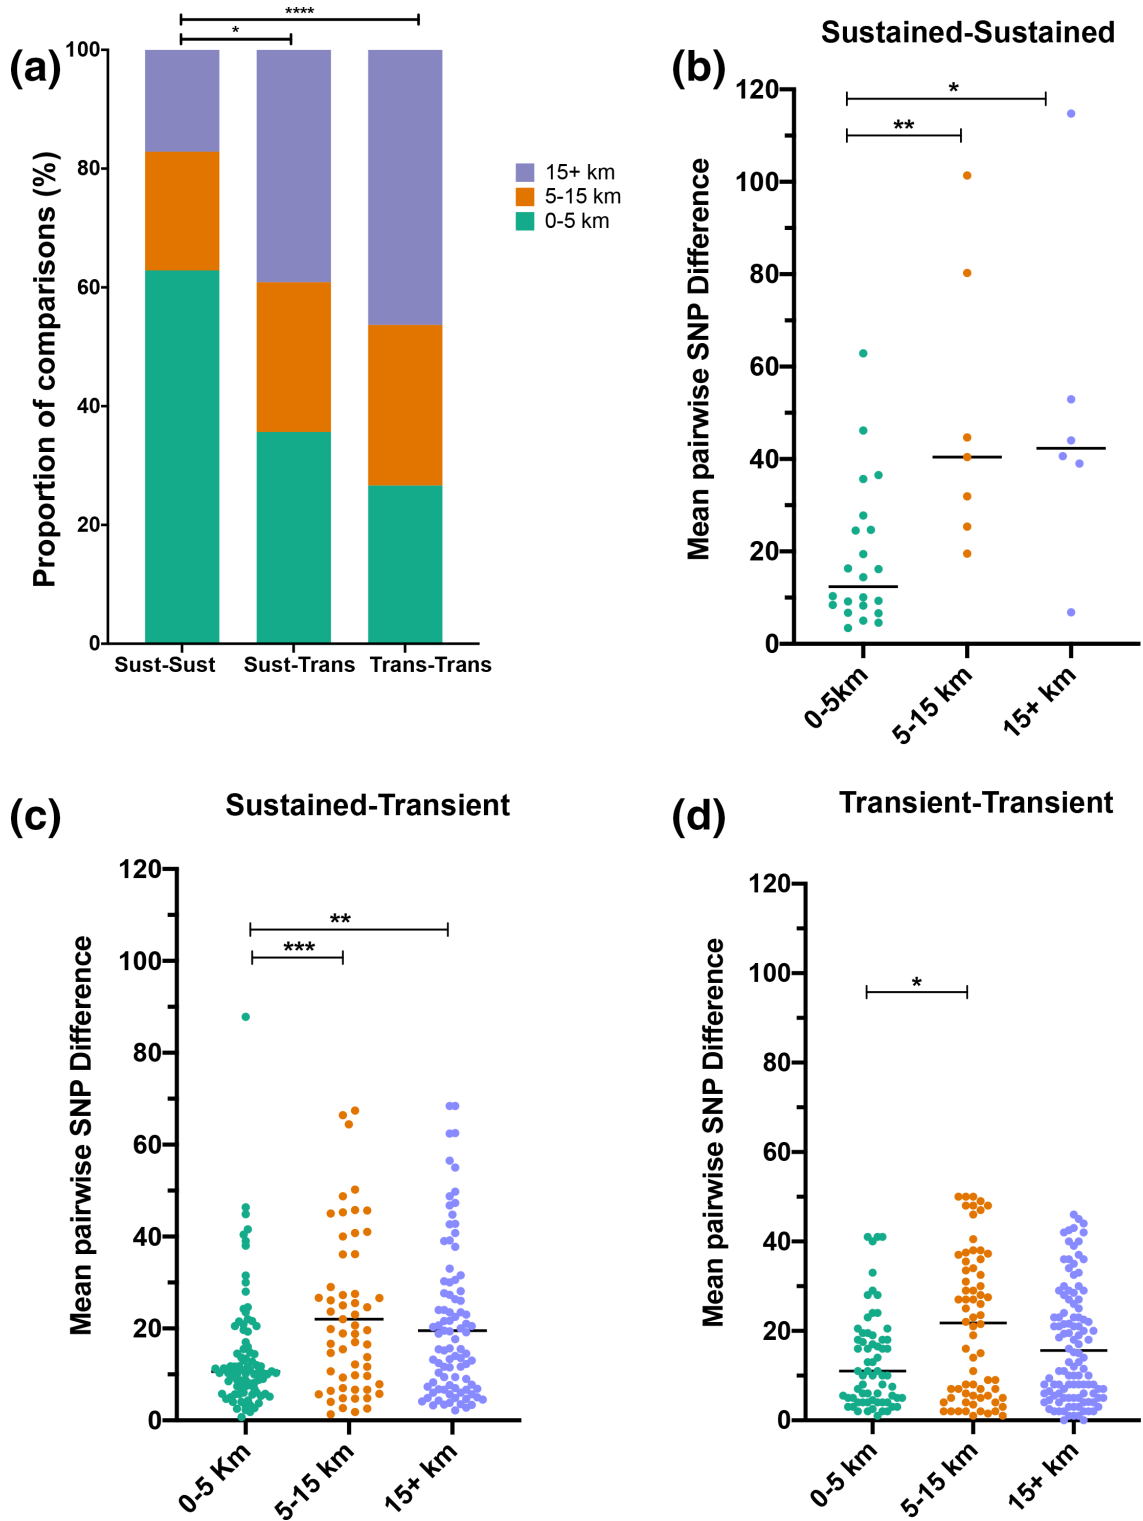 (a)
****
*
Proportion of comparisons (%)
100
80
60
40
20
0
Sust-Sust Sust-Trans Trans-Trans
15+ km
5-15 km
0-5 km
(b)
Sustained-Sustained
*
**
Mean pairwise SNP Difference
120
100
80
60
40
20
0
0-5km 5-15 km 15+ km
(c)
Sustained-Transient
**
***
Mean pairwise SNP Difference
120
100
80
60
40
20
0
0-5 Km 5-15 km 15+ km
(d)
Transient-Transient
*
Mean pairwise SNP Difference
120
100
80
60
40
20
0
0-5 km 5-15 km 15+ km